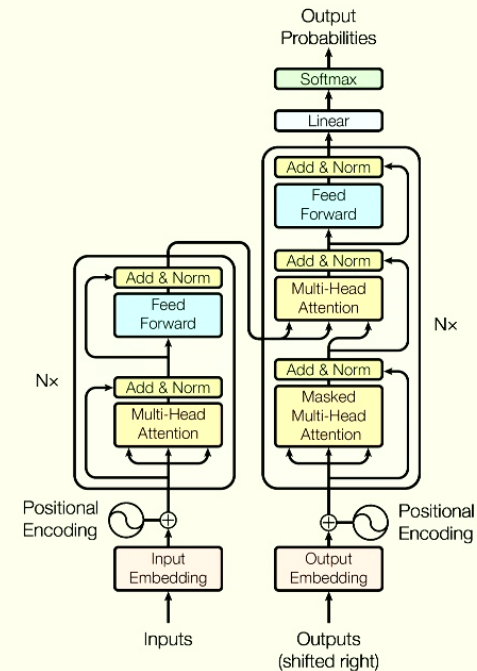 Output
Probabilities
Softmax
Linear
Add & Norm
Feed
Forward
Add & Norm
Multi-Head
Attention
Add & Norm
Masked
Multi-Head
Attention
Nx
Add & Norm
Feed
Forward
Nx
Add & Norm
Multi-Head
Attention
Positional
Encoding
Positional
Encoding
Input
Embedding
Output
Embedding
Inputs
Outputs
(shifted right)